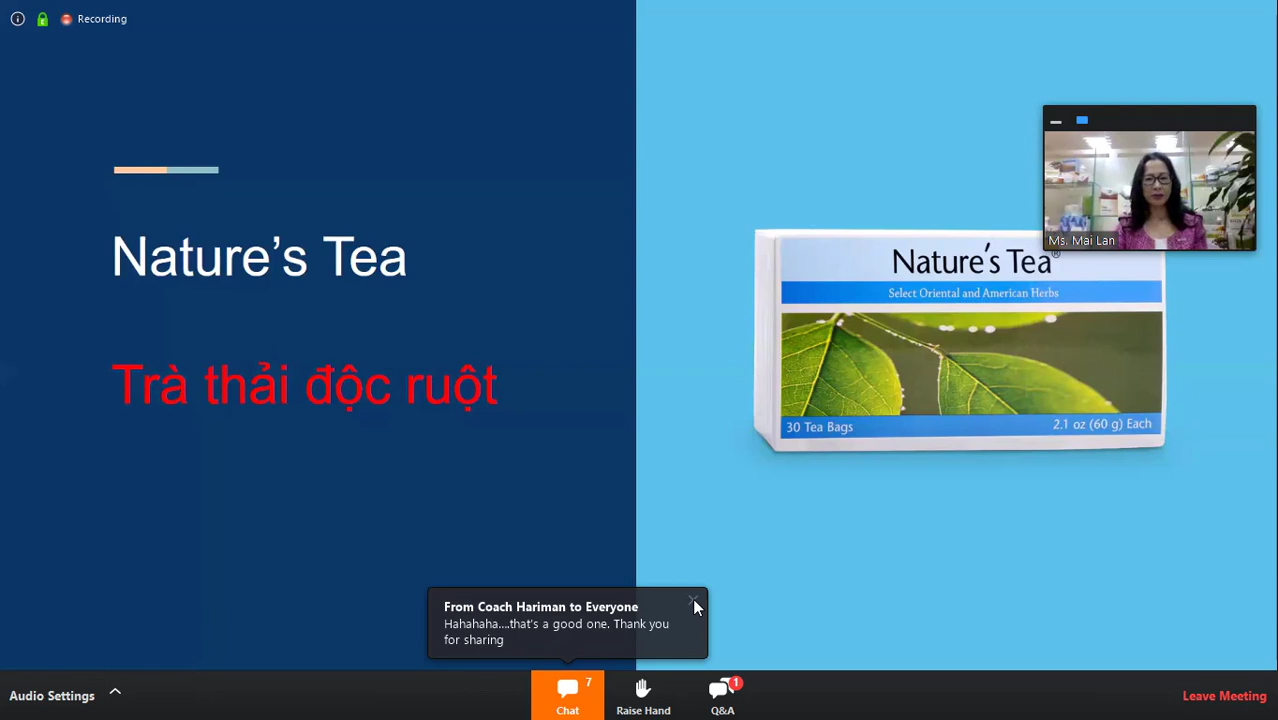 Recording
Nature’s Tea
Trà thải độc ruột
Ms. Mai Lan
Nature's Tea®
Select Oriental and American Herbs
30 Tea Bags
2.1 oz (60 g) Each
From Coach Hariman to Everyone
Hahahaha....that's a good one. Thank you
for sharing
Audio Settings
7
Chat
Raise Hand
1
Q&A
Leave Meeting